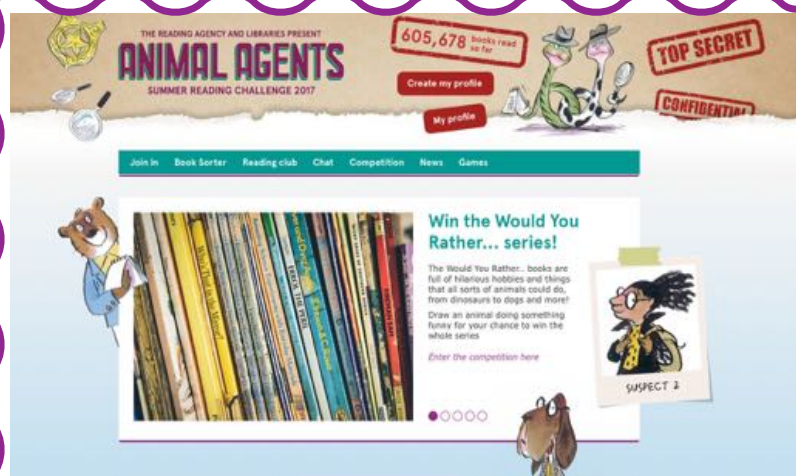 THE READING AGENCY AND LIBRARIES PRESENT
ANIMAL AGENTS
SUMMER READING CHALLENGE 2017
605,678 books read
so far
Create my profile
My profile
TOP SECRET
CONFIDENTIAL
Join in Book Sorter Reading club Chat Competition News Games
Win the Would You
Rather... series!
The Would You Rather.. books are
full of hilarious hobbies and things
that all sorts of animals could do,
from dinosaurs to dogs and more!
Draw an animal doing something
funny for your chance to win the
whole series
Enter the competition here
SUSPECT 2